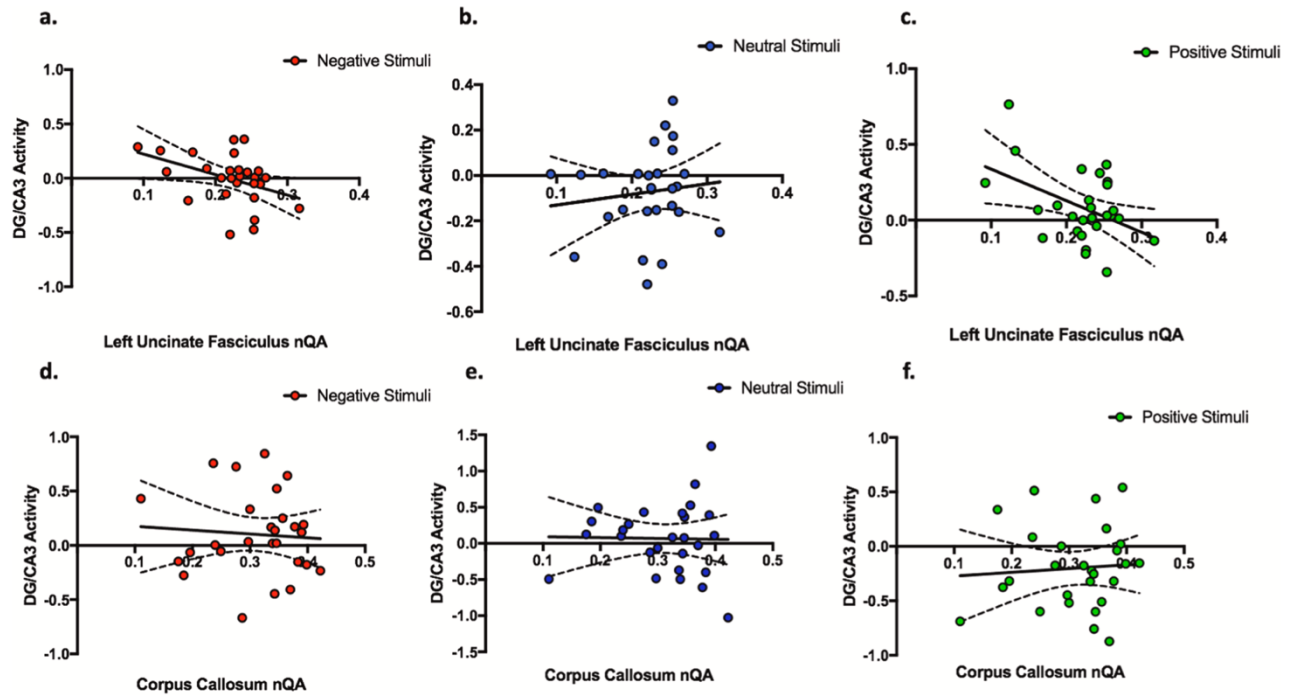 a.
Negative Stimuli
1.0
0.5
0.0
-0.5
-1.0
0.1
0.2
0.3
0.4
DG/CA3 Activity
Left Uncinate Fasciculus nQA
b.
Neutral Stimuli
0.4
0.2
0.0
-0.2
-0.4
-0.6
0.1
0.2
0.3
0.4
DG/CA3 Activity
Left Uncinate Fasciculus nQA
c.
Positive Stimuli
1.0
0.5
0.0
-0.5
0.1
0.2
0.3
0.4
DG/CA3 Activity
Left Uncinate Fasciculus nQA
d.
Negative Stimuli
1.0
0.5
0.0
-0.5
-1.0
0.1
0.2
0.3
0.4
0.5
DG/CA3 Activity
Corpus Callosum nQA
e.
Neutral Stimuli
1.5
1.0
0.5
0.0
-0.5
-1.0
-1.5
0.1
0.2
0.3
0.4
0.5
DG/CA3 Activity
Corpus Callosum nQA
f.
Positive Stimuli
1.0
0.5
0.0
-0.5
-1.0
0.1
0.2
0.3
0.4
0.5
DG/CA3 Activity
Corpus Callosum nQA